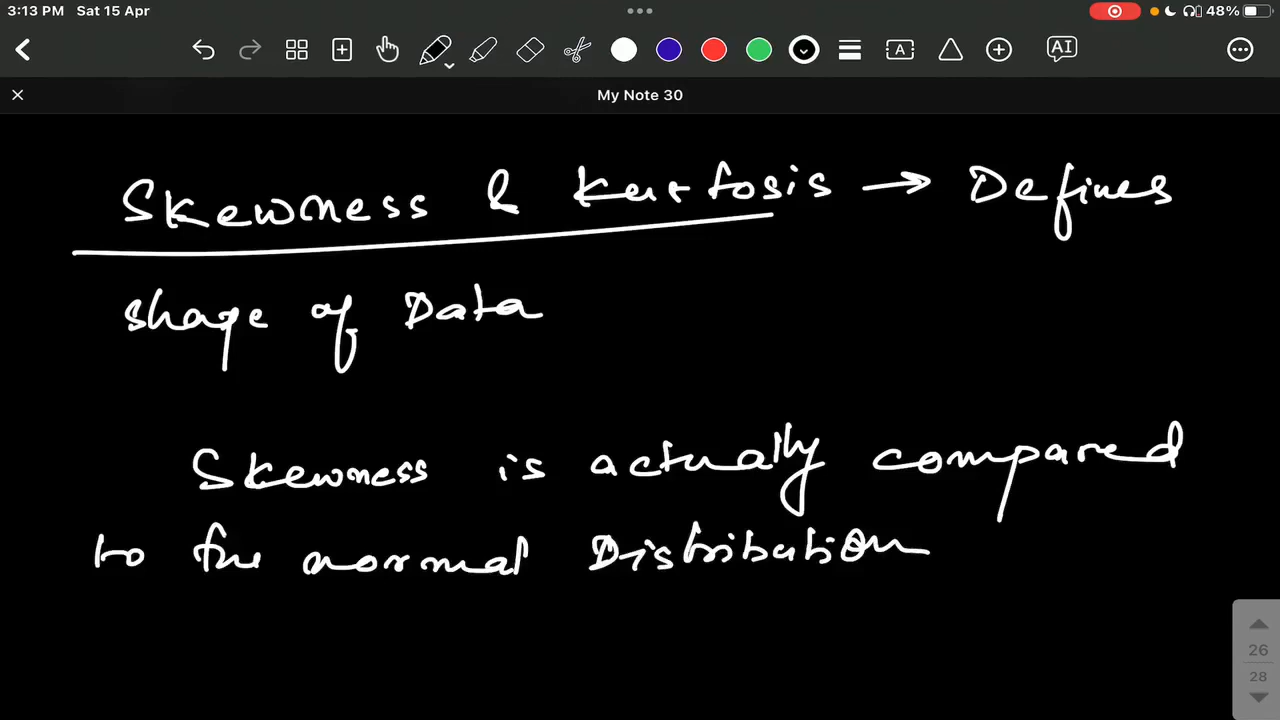 3:13 PM Sat 15 Apr
48%
A
AI
My Note 30
Skewness & Kurtosis → Defines
Shape of Data
Skewness is actually compared
to the normal Distribution
26
28